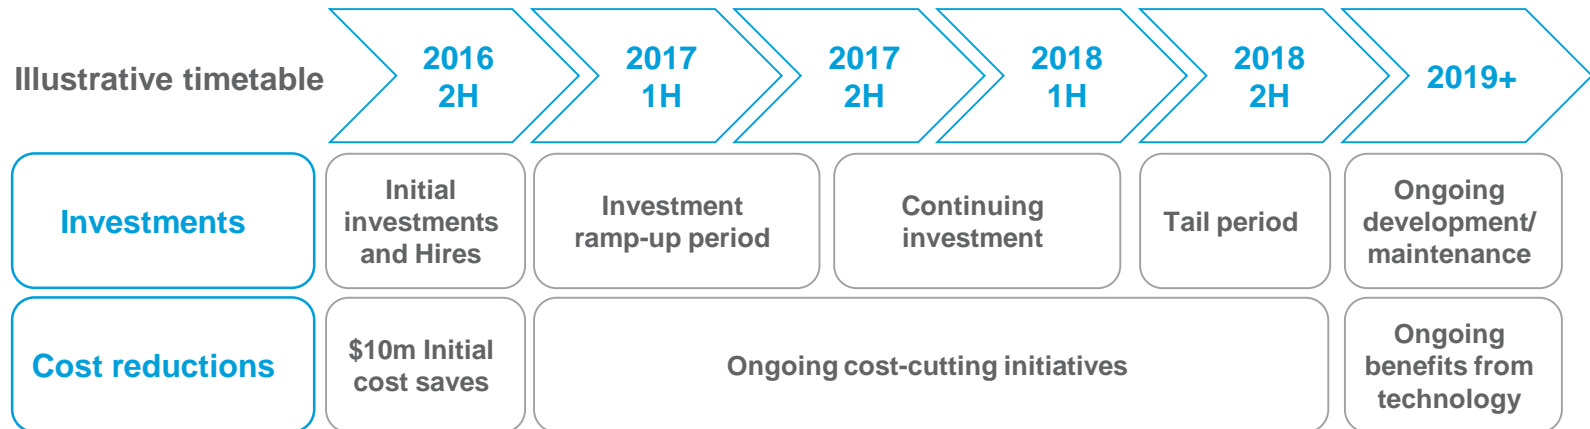 Illustrative timetable
2016
2H
2017
1H
2017
2H
2018
1H
2018
2H
2019+
Investments
Initial
investments
and Hires
Investment
ramp-up period
Continuing
investment
Tail period
Ongoing
development/
maintenance
Cost reductions
$10m Initial
cost saves
Ongoing cost-cutting initiatives
Ongoing
benefits from
technology